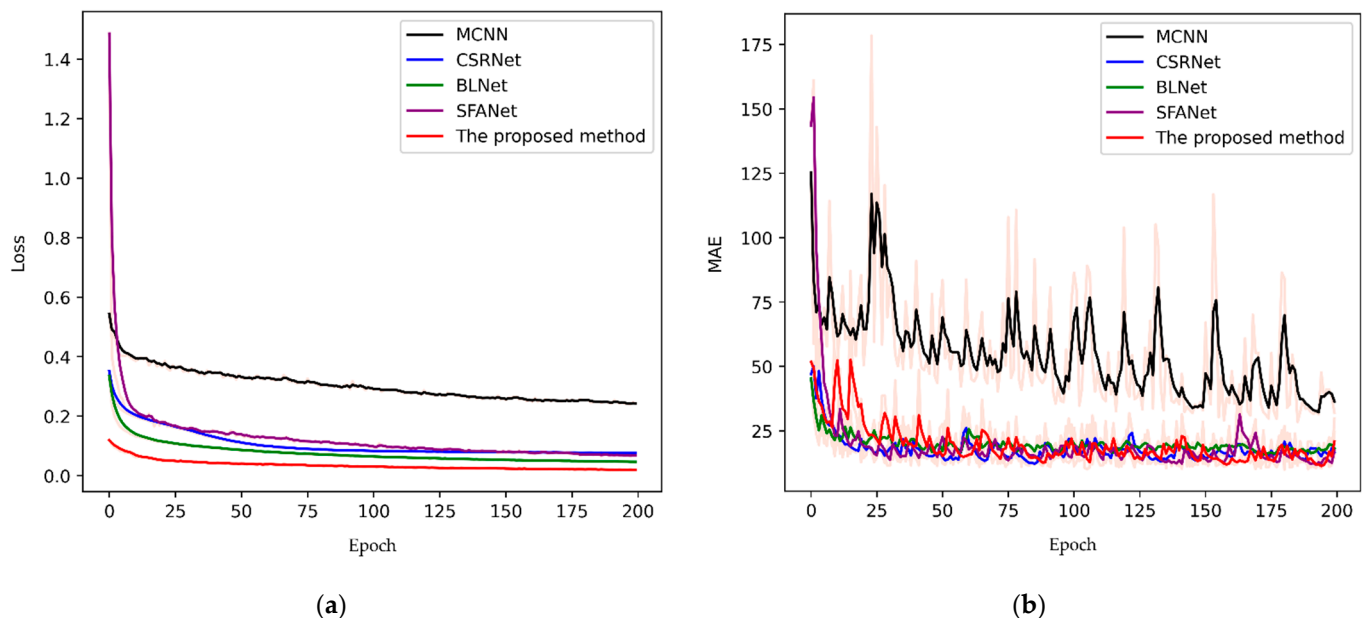 MCNN
CSRNet
BLNet
SFANet
The proposed method
1.4
1.2
1.0
0.8
0.6
0.4
0.2
0.0
Loss
0 25 50 75 100 125 150 175 200
Epoch
(a)
MCNN
CSRNet
BLNet
SFANet
The proposed method
175
150
125
100
75
50
25
MAE
0 25 50 75 100 125 150 175 200
Epoch
(b)